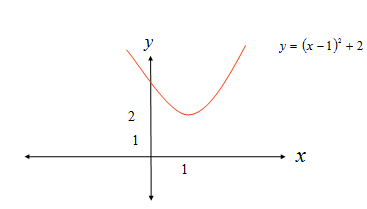 y
y = (x − 1)² + 2
2
1
x
1